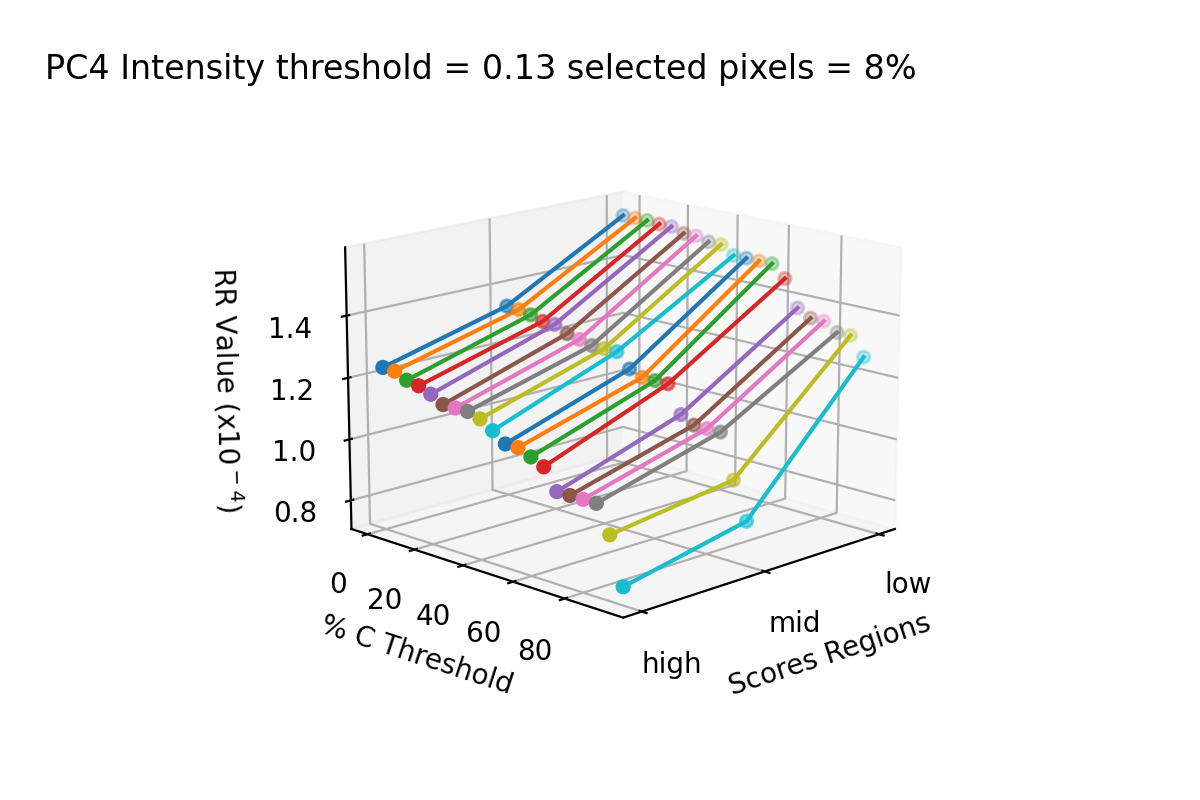 PC4 Intensity threshold = 0.13 selected pixels = 8%
RR Value (x10⁻⁴)
1.4
1.2
1.0
0.8
0
20
40
60
80
% C Threshold
high
mid
low
Scores Regions